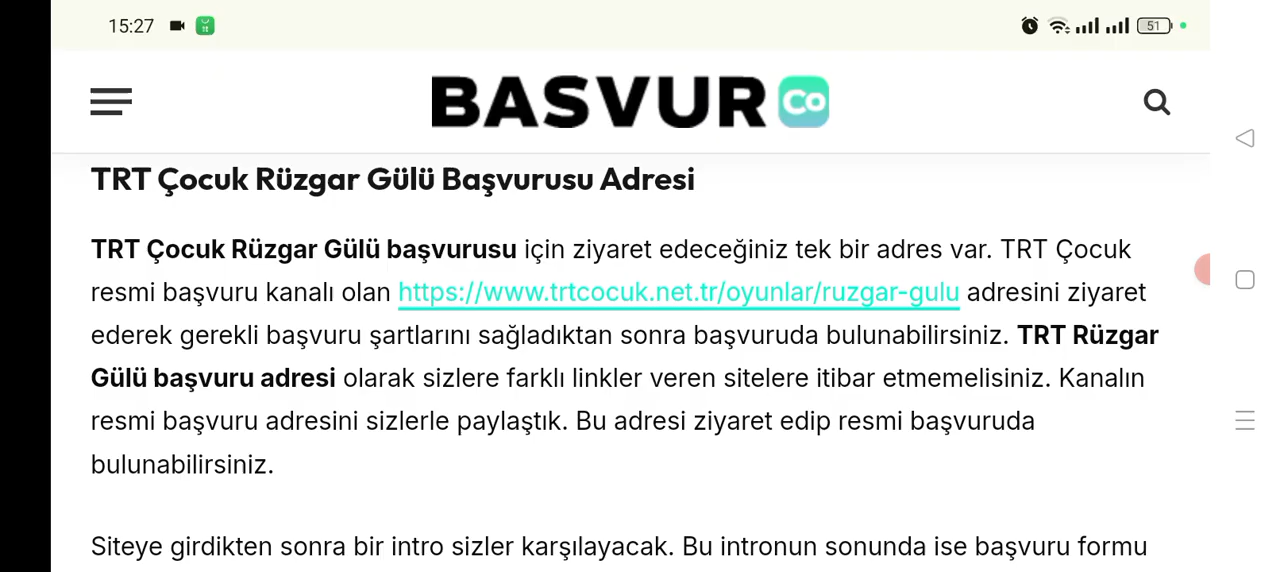 15:27
51
BASVUR Co
TRT Çocuk Rüzgar Gülü Başvurusu Adresi
TRT Çocuk Rüzgar Gülü başvurusu için ziyaret edeceğiniz tek bir adres var. TRT Çocuk
resmi başvuru kanalı olan https://www.trtcocuk.net.tr/oyunlar/ruzgar-gulu adresini ziyaret
ederek gerekli başvuru şartlarını sağladıktan sonra başvuruda bulunabilirsiniz. TRT Rüzgar
Gülü başvuru adresi olarak sizlere farklı linkler veren sitelere itibar etmemelisiniz. Kanalın
resmi başvuru adresini sizlerle paylaştık. Bu adresi ziyaret edip resmi başvuruda
bulunabilirsiniz.
Siteye girdikten sonra bir intro sizler karşılayacak. Bu intronun sonunda ise başvuru formu